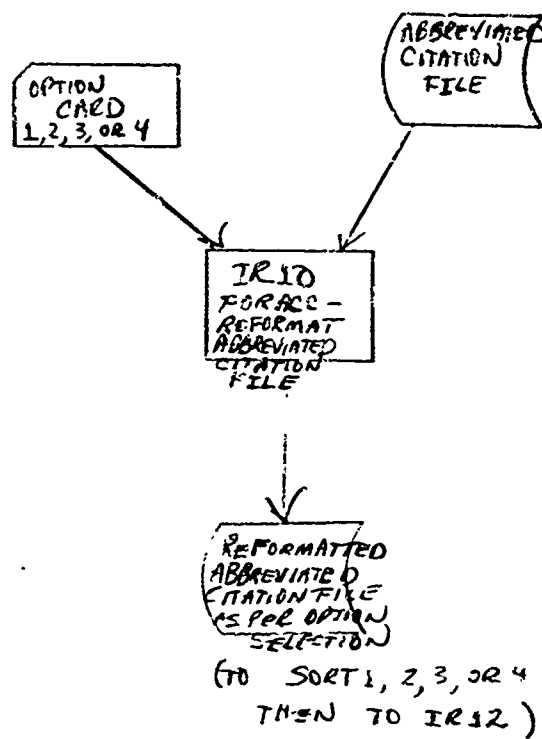 OPTION
CARD
1, 2, 3, OR 4
ABBREVIATED
CITATION
FILE
IR10
FORACC -
REFORMAT
ABBREVIATED
CITATION
FILE
REFORMATTED
ABBREVIATED
CITATION FILE
AS PER OPTION
SELECTION
(TO SORT 1, 2, 3, OR 4
THEN TO IR12)